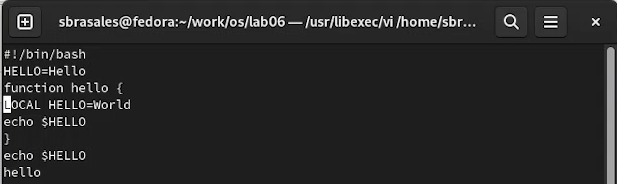 sbrasales@fedora:~/work/os/lab06 — /usr/libexec/vi /home/sbr...
#!/bin/bash
HELLO=Hello
function hello {
LOCAL HELLO=World
echo $HELLO
}
echo $HELLO
hello